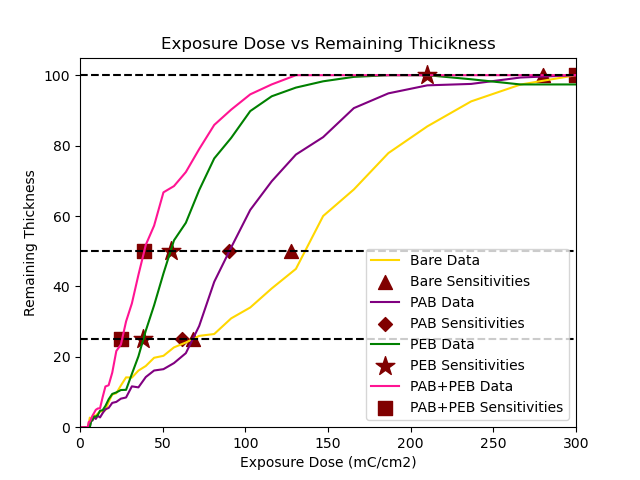 Exposure Dose vs Remaining Thicikness
Remaining Thickness
100
80
60
40
20
0
Bare Data
Bare Sensitivities
PAB Data
PAB Sensitivities
PEB Data
PEB Sensitivities
PAB+PEB Data
PAB+PEB Sensitivities
0 50 100 150 200 250 300
Exposure Dose (mC/cm2)